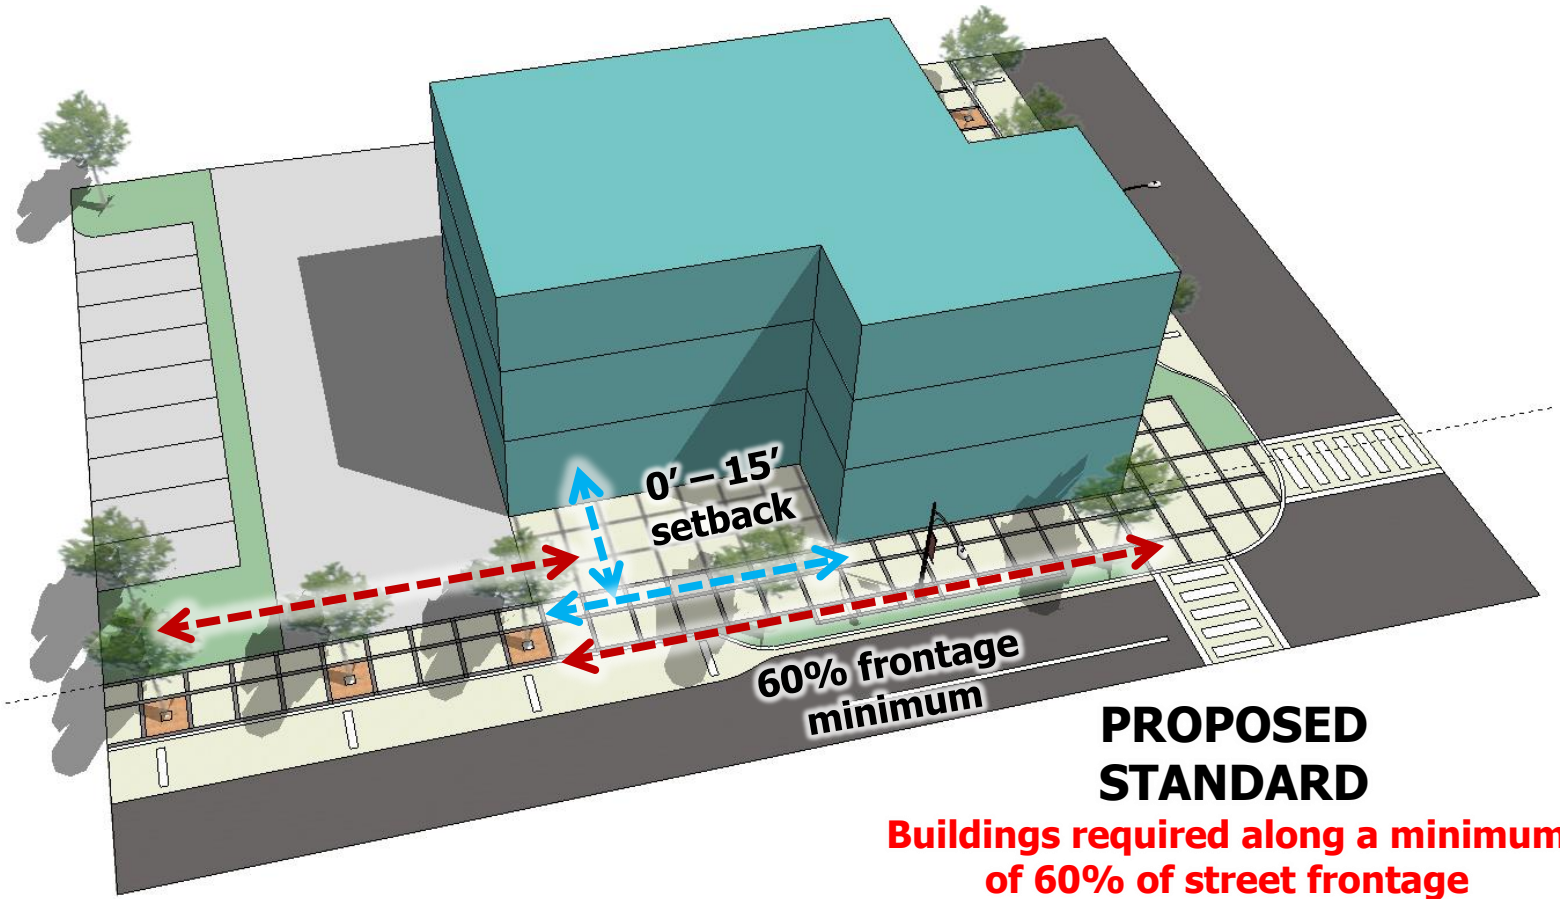 0’ – 15’
setback
60% frontage
minimum
PROPOSED
STANDARD
Buildings required along a minimum
of 60% of street frontage